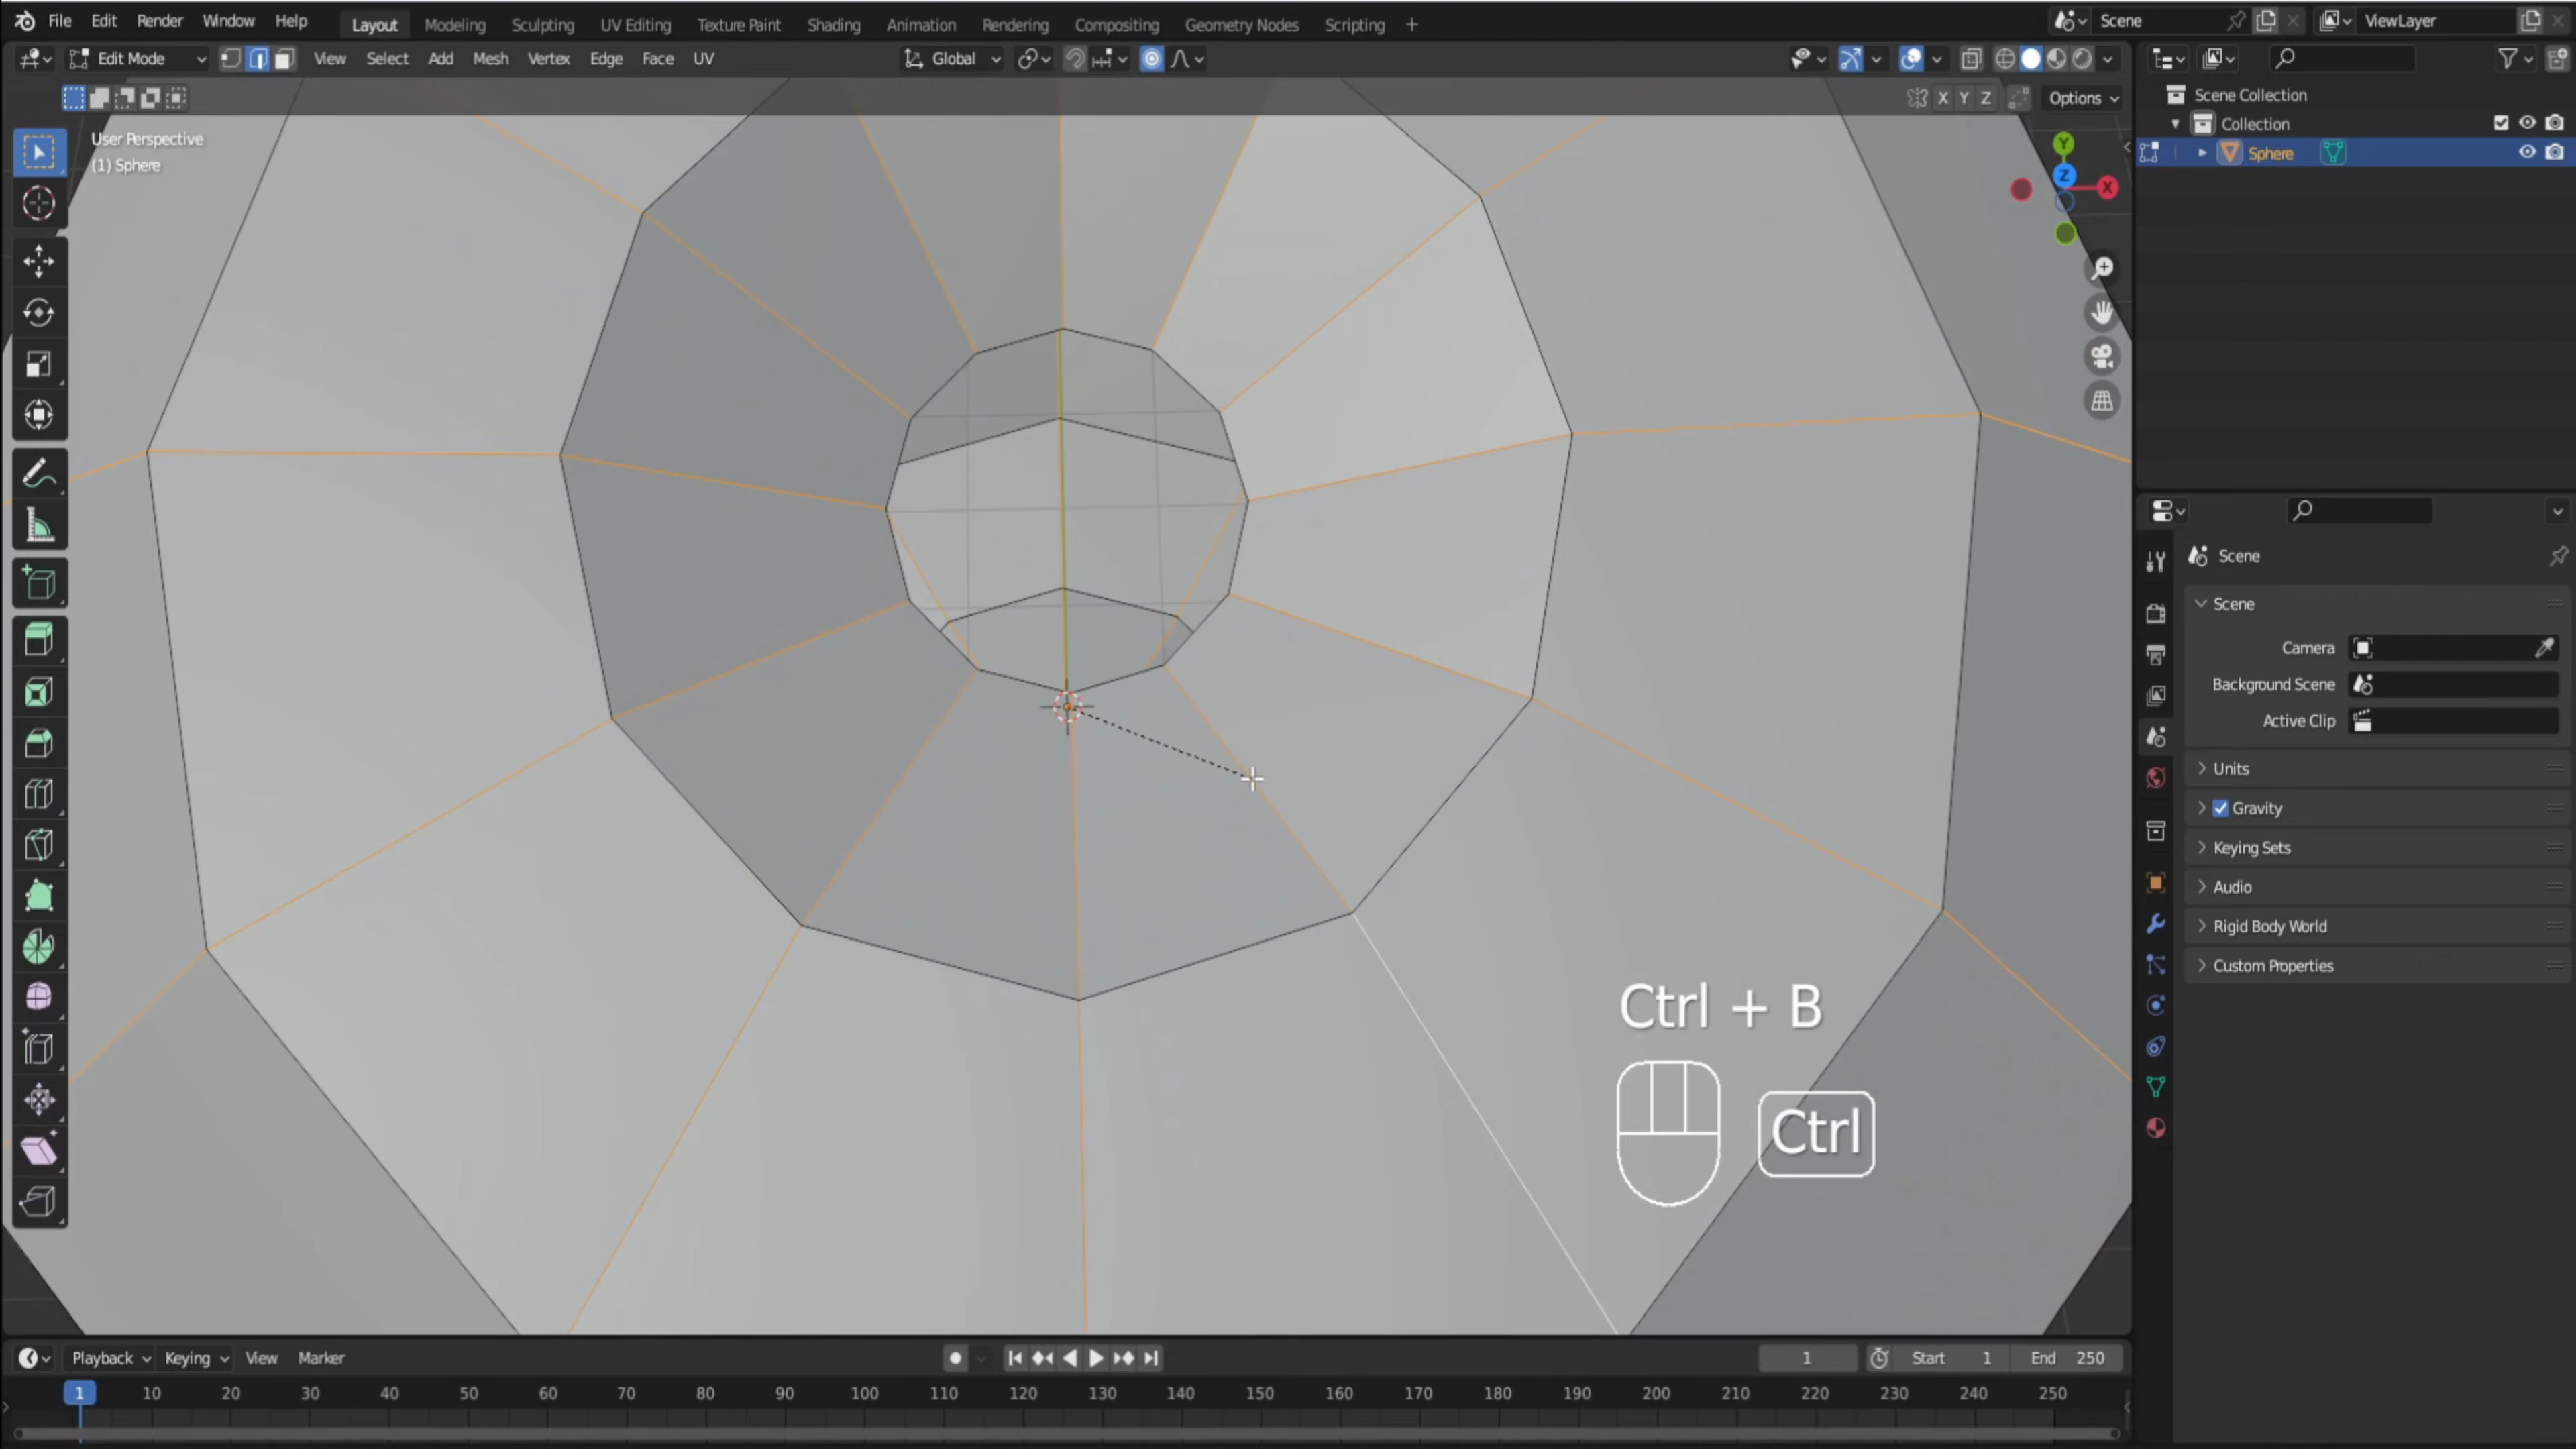 File Edit Render Window Help Layout Modeling Sculpting UV Editing Texture Paint Shading Animation Rendering Compositing Geometry Nodes Scripting + Scene ViewLayer
Edit Mode View Select Add Mesh Vertex Edge Face UV Global
X Y Z Options
Scene Collection
Collection
Sphere
User Perspective
(1) Sphere
Y
Z
X
Scene
Scene
Camera
Background Scene
Active Clip
Units
Gravity
Keying Sets
Audio
Rigid Body World
Custom Properties
Ctrl + B
Ctrl
Playback Keying View Marker 1 Start 1 End 250
1 10 20 30 40 50 60 70 80 90 100 110 120 130 140 150 160 170 180 190 200 210 220 230 240 250